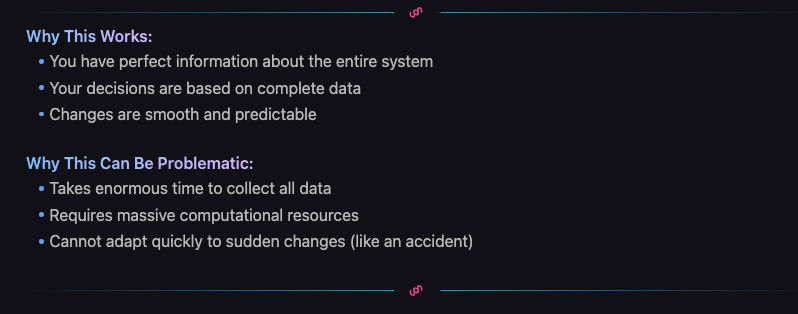 §
Why This Works:
• You have perfect information about the entire system
• Your decisions are based on complete data
• Changes are smooth and predictable
Why This Can Be Problematic:
• Takes enormous time to collect all data
• Requires massive computational resources
• Cannot adapt quickly to sudden changes (like an accident)
§